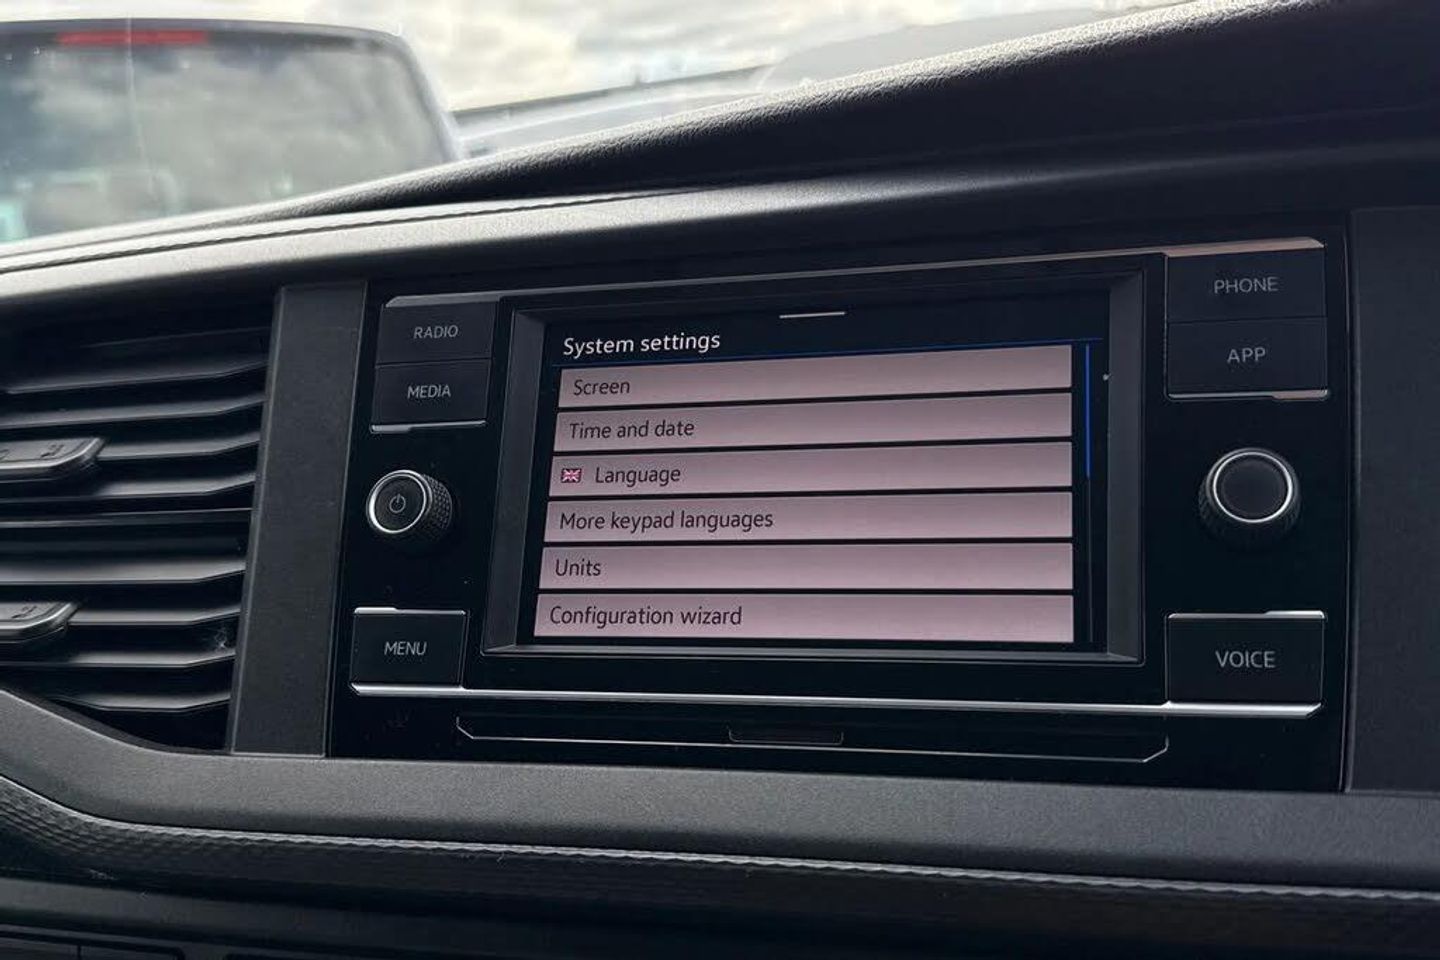 RADIO
MEDIA
MENU
System settings
Screen
Time and date
Language
More keypad languages
Units
Configuration wizard
PHONE
APP
VOICE